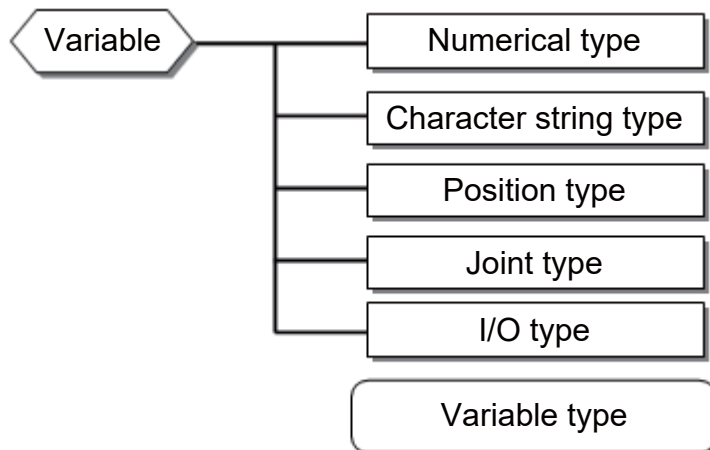 Variable
Numerical type
Character string type
Position type
Joint type
I/O type
Variable type